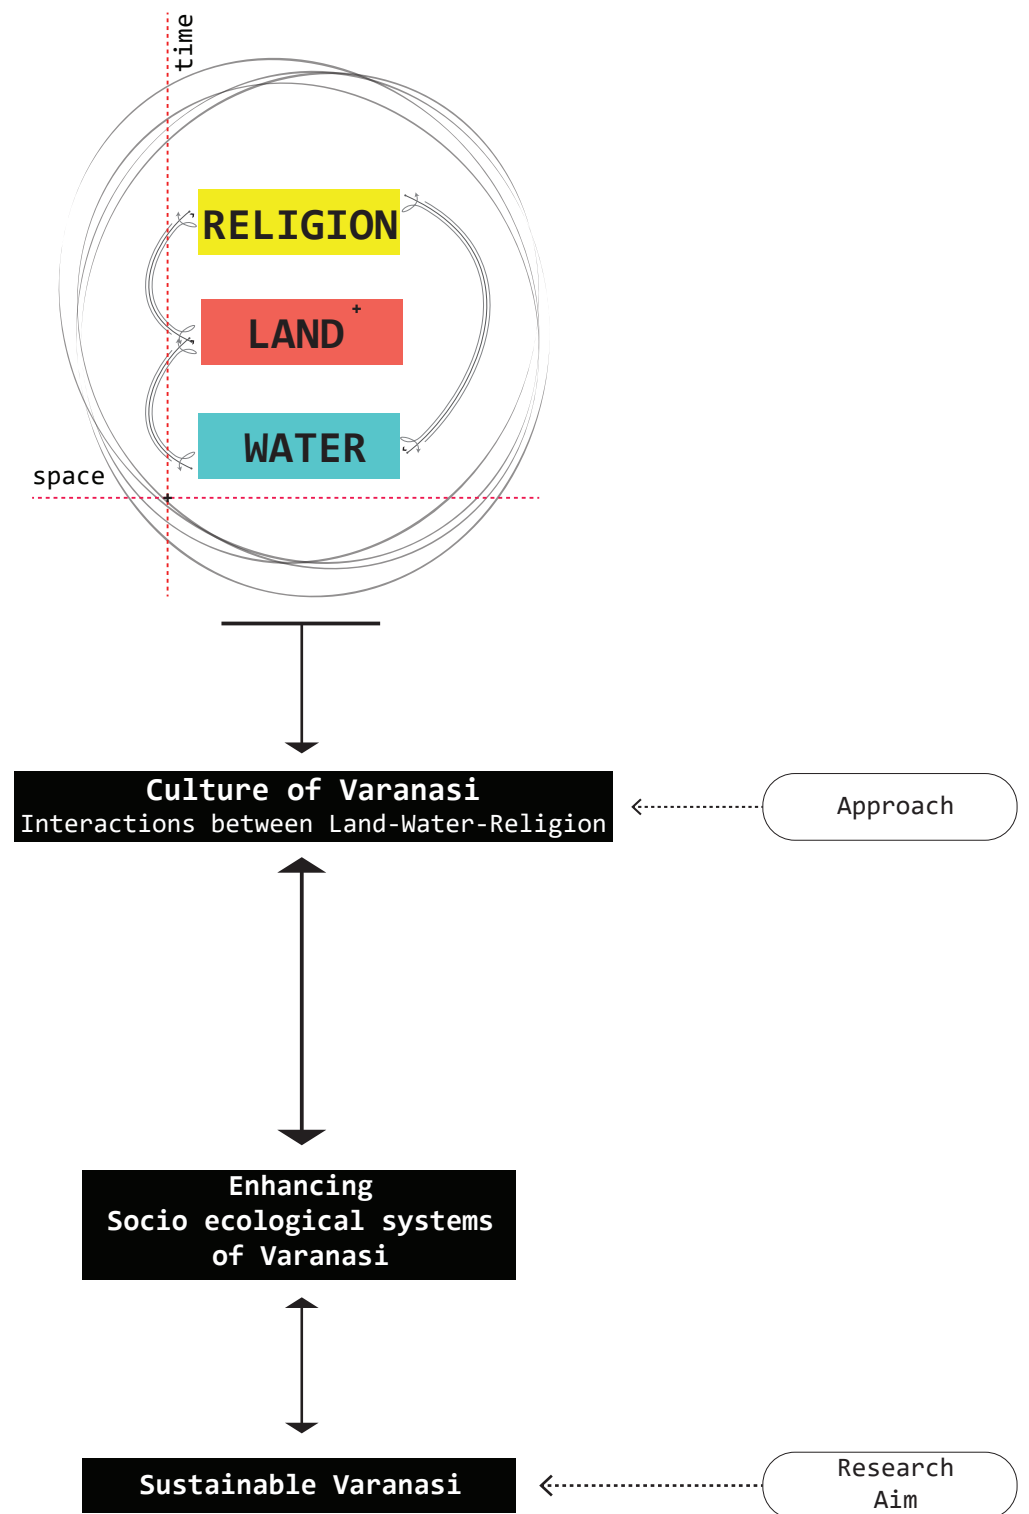 time
RELIGION
LAND
WATER
space
Culture of Varanasi
Interactions between Land-Water-Religion
Approach
Enhancing
Socio ecological systems
of Varanasi
Sustainable Varanasi
Research
Aim